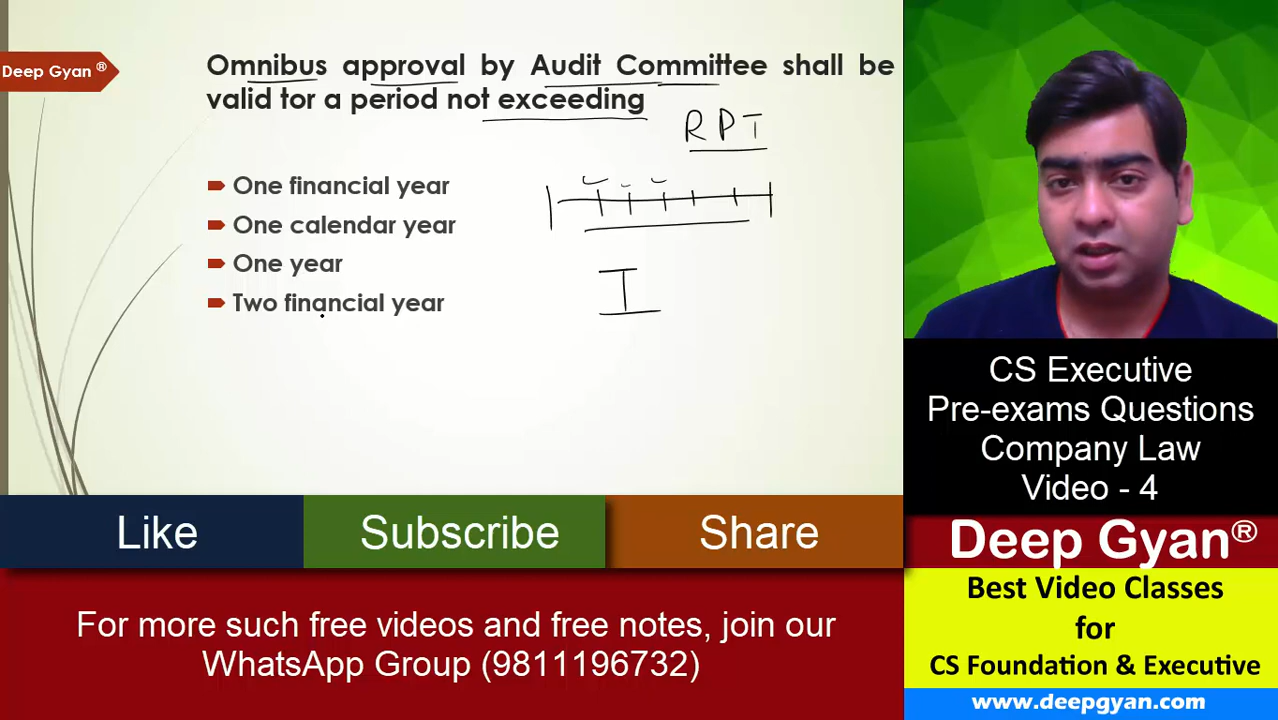 Deep Gyan ®
Omnibus approval by Audit Committee shall be
valid tor a period not exceeding
RPT
One financial year
One calendar year
One year
Two financial year
I
CS Executive
Pre-exams Questions
Company Law
Video - 4
Like
Subscribe
Share
Deep Gyan®
For more such free videos and free notes, join our
WhatsApp Group (9811196732)
Best Video Classes
for
CS Foundation & Executive
www.deepgyan.com